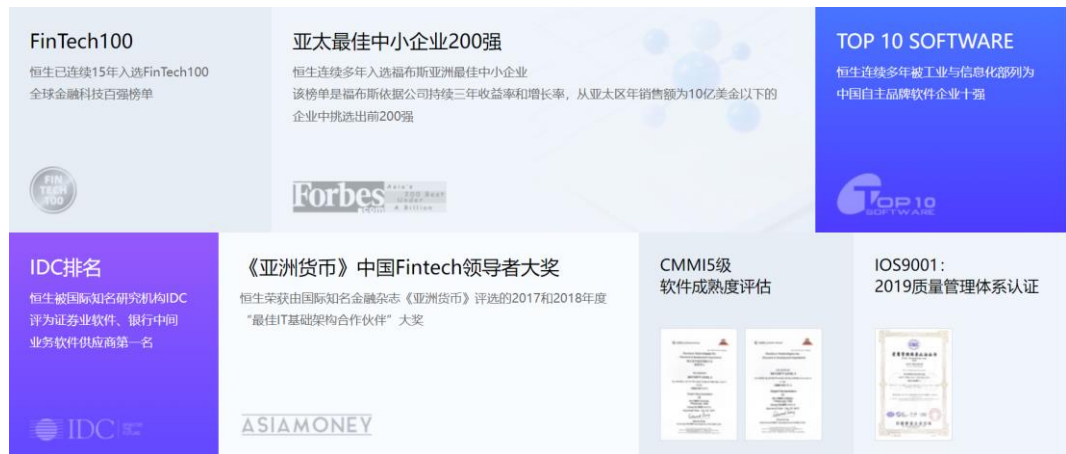 FinTech100
恒生已连续15年入选FinTech100
全球金融科技百强榜单
FIN
TECH
100
亚太最佳中小企业200强
恒生连续多年入选福布斯亚洲最佳中小企业
该榜单是福布斯依据公司持续三年收益率和增长率，从亚太区年销售额为10亿美金以下的
企业中挑选出前200强
Forbes
.com
Asia's
200 Best
Under
A Billion
TOP 10 SOFTWARE
恒生连续多年被工业与信息化部列为
中国自主品牌软件企业十强
TOP10
SOFTWARE
IDC排名
恒生被国际知名研究机构IDC
评为证券业软件、银行中间
业务软件供应商第一名
IDC
《亚洲货币》中国Fintech领导者大奖
恒生荣获由国际知名金融杂志《亚洲货币》评选的2017和2018年度
“最佳IT基础架构合作伙伴”大奖
ASIAMONEY
CMMI5级
软件成熟度评估
IOS9001:
2019质量管理体系认证